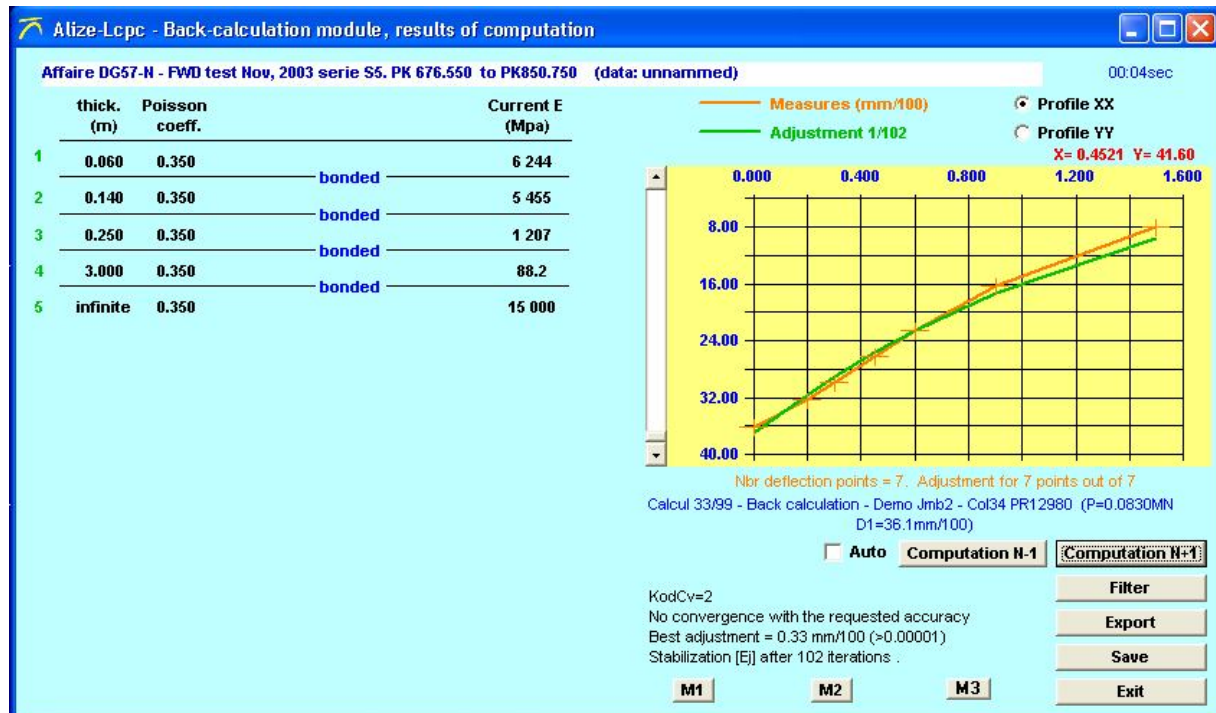 Alize-Lcpc - Back-calculation module, results of computation
Affaire DG57-N - FWD test Nov, 2003 serie S5. PK 676.550 to PK850.750 (data: unnammed)
00:04sec
thick. Poisson Current E
(m) coeff. (Mpa)
1 0.060 0.350 6 244
bonded
2 0.140 0.350 5 455
bonded
3 0.250 0.350 1 207
bonded
4 3.000 0.350 88.2
bonded
5 infinite 0.350 15 000
Measures (mm/100)
Adjustment 1/102
Profile XX
Profile YY
X= 0.4521 Y= 41.60
0.000 0.400 0.800 1.200 1.600
8.00
16.00
24.00
32.00
40.00
Nbr deflection points = 7. Adjustment for 7 points out of 7
Calcul 33/99 - Back calculation - Demo Jmb2 - Col34 PR12980 (P=0.0830MN
D1=36.1mm/100)
Auto Computation N-1 Computation N+1
Filter
Export
Save
Exit
KodCv=2
No convergence with the requested accuracy
Best adjustment = 0.33 mm/100 (>0.00001)
Stabilization [Ej] after 102 iterations .
M1 M2 M3